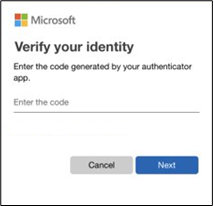 Microsoft
Verify your identity
Enter the code generated by your authenticator
app.
Enter the code
Cancel Next